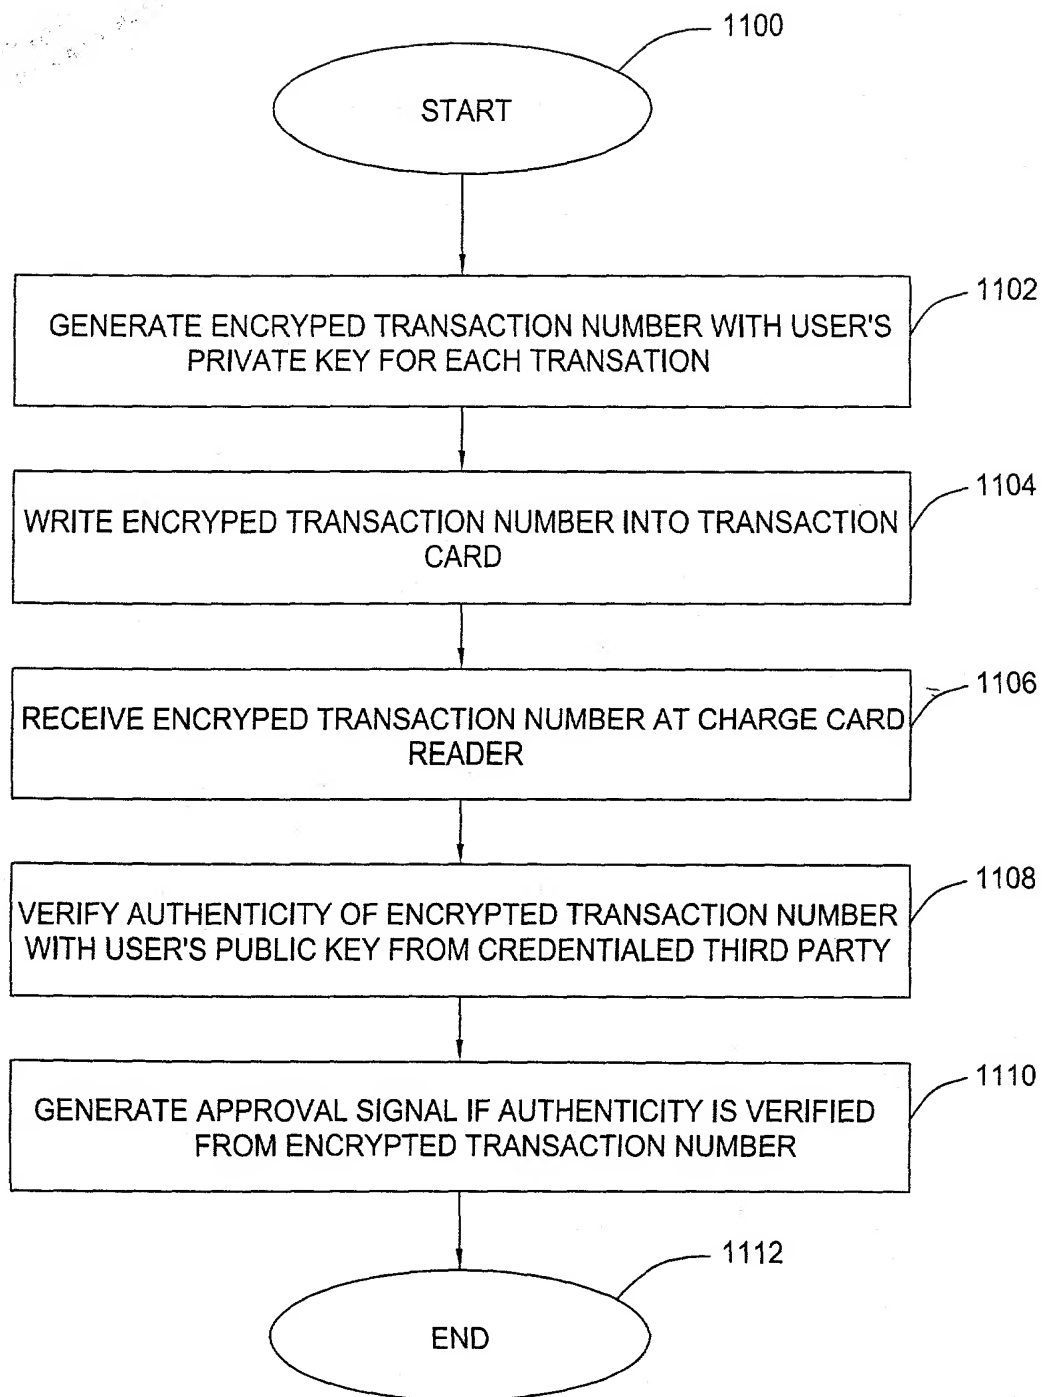 1100
START
1102
GENERATE ENCRYPED TRANSACTION NUMBER WITH USER'S
PRIVATE KEY FOR EACH TRANSATION
1104
WRITE ENCRYPED TRANSACTION NUMBER INTO TRANSACTION
CARD
1106
RECEIVE ENCRYPED TRANSACTION NUMBER AT CHARGE CARD
READER
1108
VERIFY AUTHENTICITY OF ENCRYPTED TRANSACTION NUMBER
WITH USER'S PUBLIC KEY FROM CREDENTIALED THIRD PARTY
1110
GENERATE APPROVAL SIGNAL IF AUTHENTICITY IS VERIFIED
FROM ENCRYPTED TRANSACTION NUMBER
1112
END